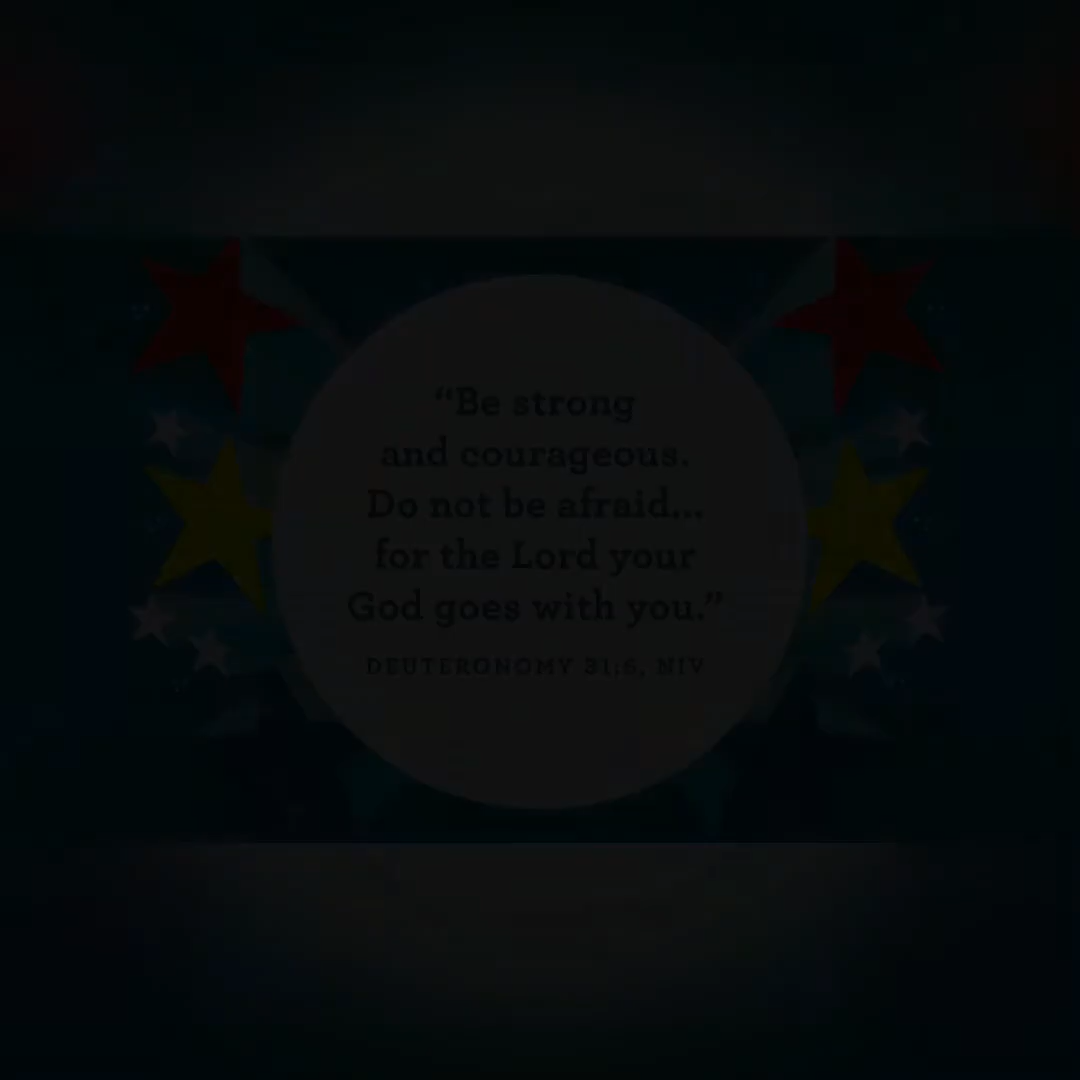 “Be strong
and courageous.
Do not be afraid...
for the Lord your
God goes with you.”
DEUTERONOMY 31:6, NIV